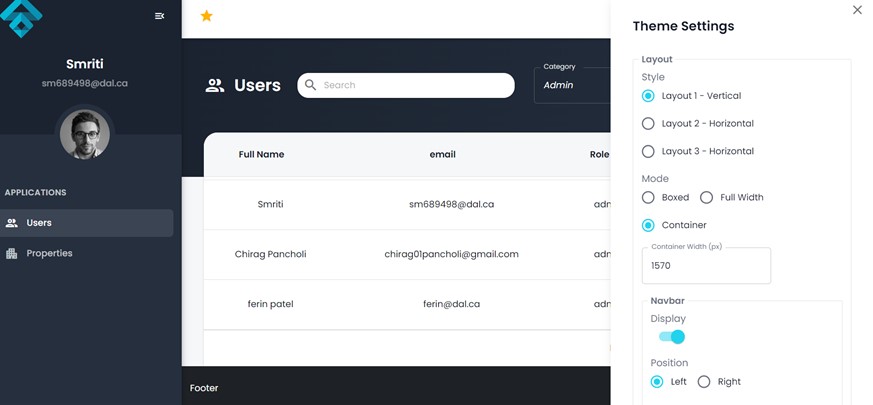 Smriti
sm689498@dal.ca
APPLICATIONS
Users
Properties
Users
Search
Category
Admin
Full Name email Role
Smriti sm689498@dal.ca adm
Chirag Pancholi chirag01pancholi@gmail.com adm
ferin patel ferin@dal.ca adm
Footer
Theme Settings
Layout
Style
Layout 1 - Vertical
Layout 2 - Horizontal
Layout 3 - Horizontal
Mode
Boxed Full Width
Container
Container Width (px)
1570
Navbar
Display
Position
Left Right